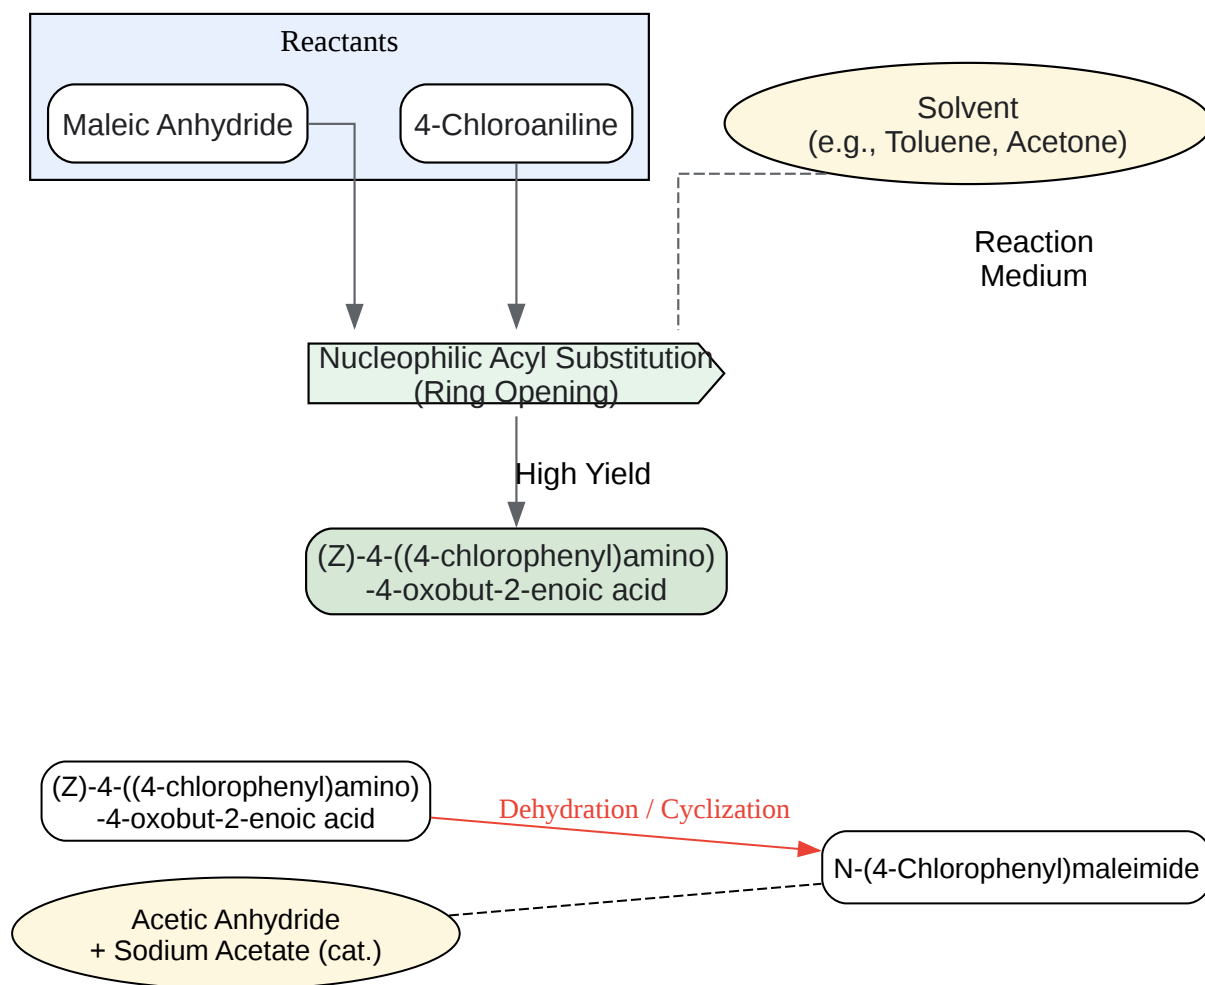 Reactants
Maleic Anhydride
4-Chloroaniline
Solvent
(e.g., Toluene, Acetone)
Reaction
Medium
Nucleophilic Acyl Substitution
(Ring Opening)
High Yield
(Z)-4-((4-chlorophenyl)amino)
-4-oxobut-2-enoic acid
(Z)-4-((4-chlorophenyl)amino)
-4-oxobut-2-enoic acid
Dehydration / Cyclization
N-(4-Chlorophenyl)maleimide
Acetic Anhydride
+ Sodium Acetate (cat.)